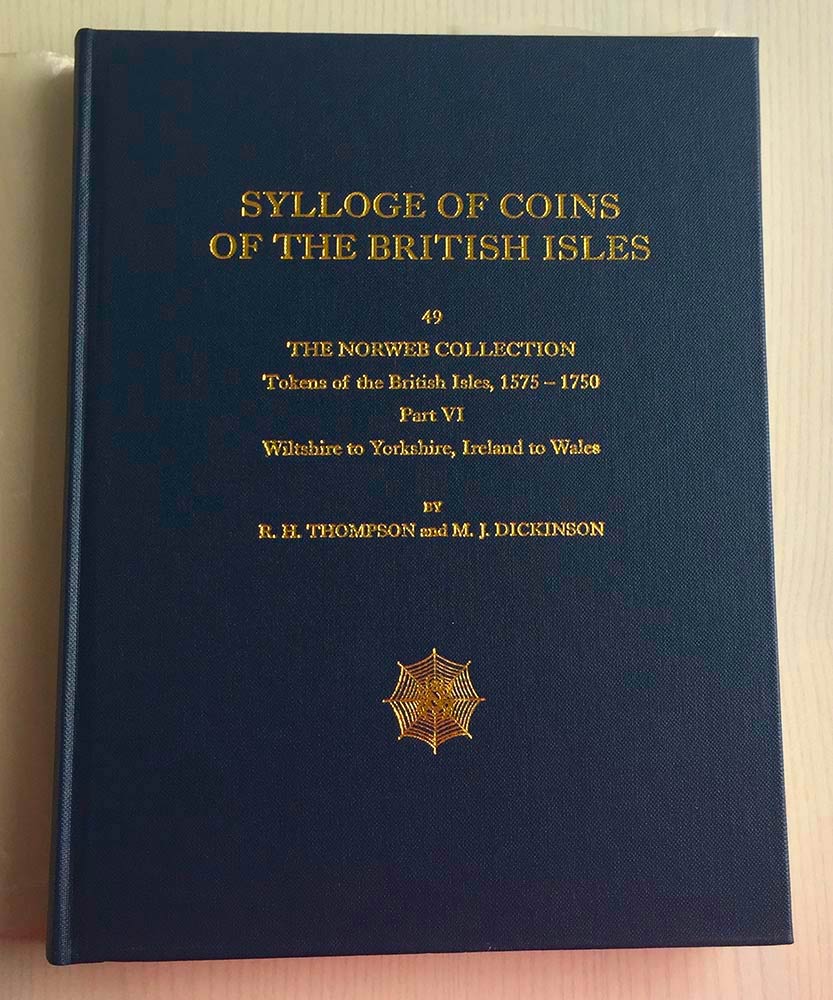 SYLLOGE OF COINS
OF THE BRITISH ISLES
49
THE NORWEB COLLECTION
Tokens of the British Isles, 1575 – 1750
Part VI
Wiltshire to Yorkshire, Ireland to Wales
BY
R. H. THOMPSON and M. J. DICKINSON